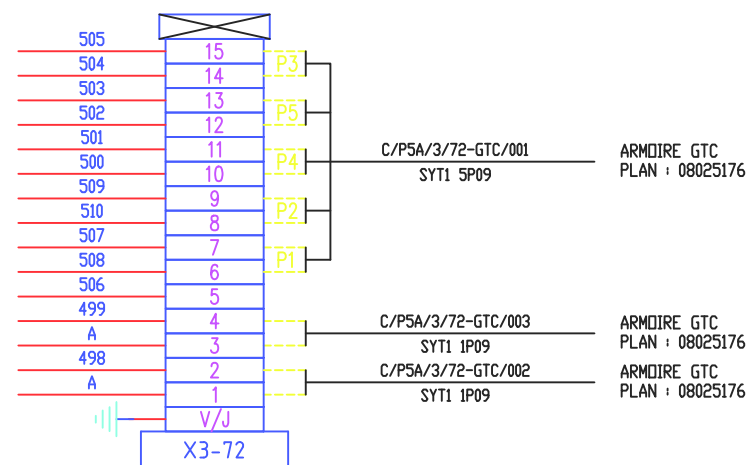 505 15
504 14 P3
503 13
502 12 P5
501 11 C/P5A/3/72-GTC/001 ARMOIRE GTC
500 10 P4 SYT1 5P09 PLAN : 08025176
509 9
510 8 P2
507 7
508 6 P1
506 5
499 4 C/P5A/3/72-GTC/003 ARMOIRE GTC
A 3 SYT1 1P09 PLAN : 08025176
498 2 C/P5A/3/72-GTC/002 ARMOIRE GTC
A 1 SYT1 1P09 PLAN : 08025176
V/J
X3-72